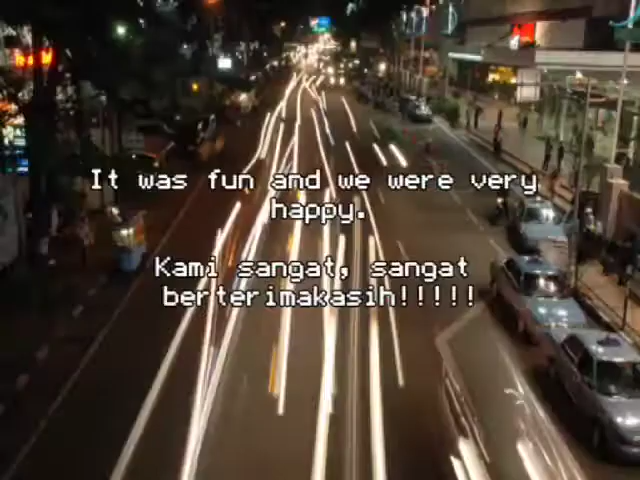 It was fun and we were very
happy.
Kami sangat, sangat
berterimakasih!!!!!